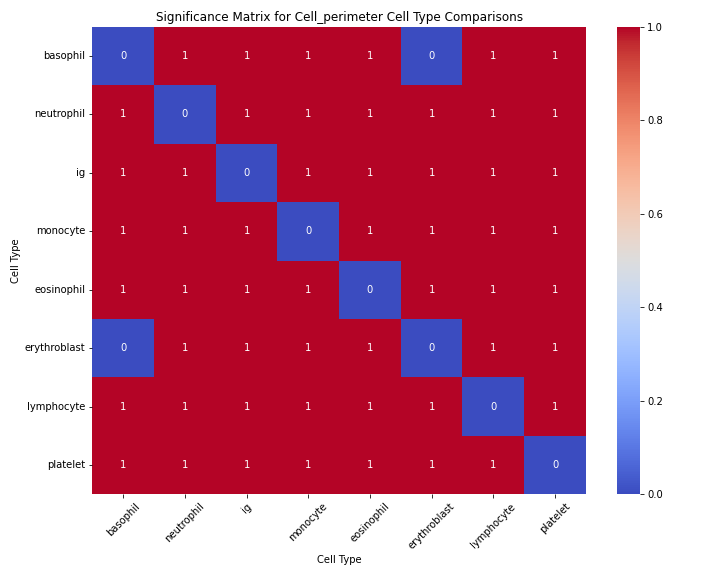 Significance Matrix for Cell_perimeter Cell Type Comparisons
Cell Type
basophil 0 1 1 1 1 0 1 1
neutrophil 1 0 1 1 1 1 1 1
ig 1 1 0 1 1 1 1 1
monocyte 1 1 1 0 1 1 1 1
eosinophil 1 1 1 1 0 1 1 1
erythroblast 0 1 1 1 1 0 1 1
lymphocyte 1 1 1 1 1 1 0 1
platelet 1 1 1 1 1 1 1 0
basophil neutrophil ig monocyte eosinophil erythroblast lymphocyte platelet
Cell Type
1.0
0.8
0.6
0.4
0.2
0.0